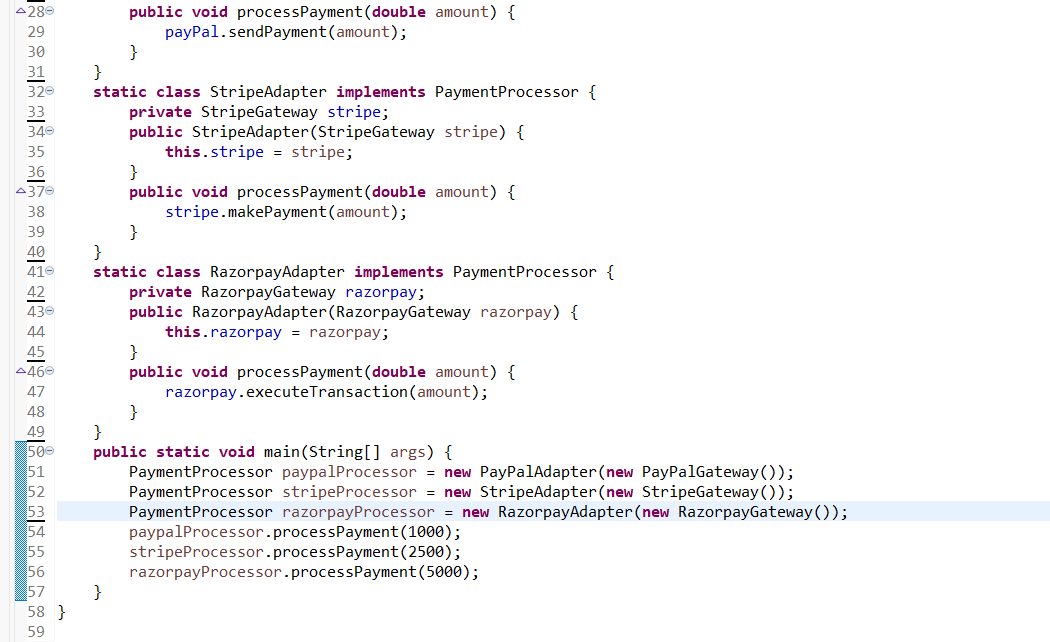 28 public void processPayment(double amount) {
29 payPal.sendPayment(amount);
30 }
31 }
32 static class StripeAdapter implements PaymentProcessor {
33 private StripeGateway stripe;
34 public StripeAdapter(StripeGateway stripe) {
35 this.stripe = stripe;
36 }
37 public void processPayment(double amount) {
38 stripe.makePayment(amount);
39 }
40 }
41 static class RazorpayAdapter implements PaymentProcessor {
42 private RazorpayGateway razorpay;
43 public RazorpayAdapter(RazorpayGateway razorpay) {
44 this.razorpay = razorpay;
45 }
46 public void processPayment(double amount) {
47 razorpay.executeTransaction(amount);
48 }
49 }
50 public static void main(String[] args) {
51 PaymentProcessor paypalProcessor = new PayPalAdapter(new PayPalGateway());
52 PaymentProcessor stripeProcessor = new StripeAdapter(new StripeGateway());
53 PaymentProcessor razorpayProcessor = new RazorpayAdapter(new RazorpayGateway());
54 paypalProcessor.processPayment(1000);
55 stripeProcessor.processPayment(2500);
56 razorpayProcessor.processPayment(5000);
57 }
58 }
59